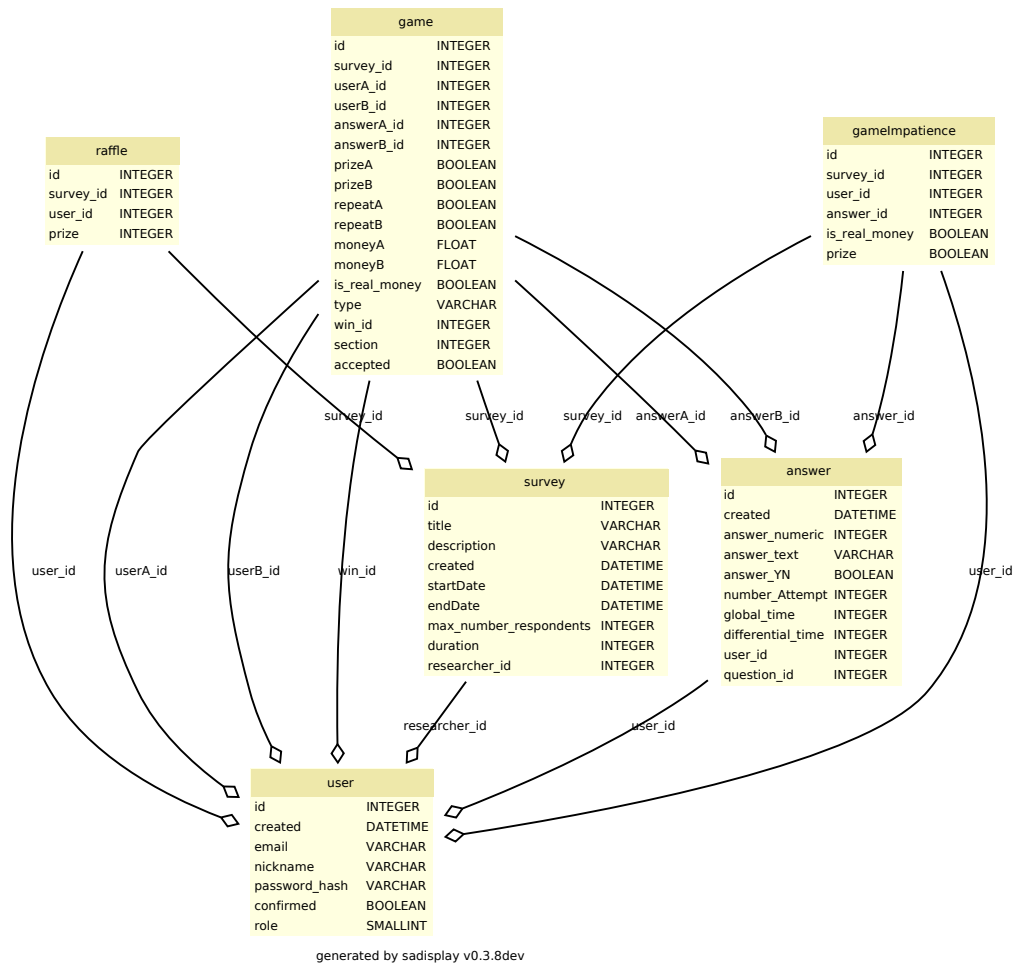 game
id INTEGER
survey_id INTEGER
userA_id INTEGER
userB_id INTEGER
answerA_id INTEGER
answerB_id INTEGER
prizeA BOOLEAN
prizeB BOOLEAN
repeatA BOOLEAN
repeatB BOOLEAN
moneyA FLOAT
moneyB FLOAT
is_real_money BOOLEAN
type VARCHAR
win_id INTEGER
section INTEGER
accepted BOOLEAN
raffle
id INTEGER
survey_id INTEGER
user_id INTEGER
prize INTEGER
gameImpatience
id INTEGER
survey_id INTEGER
user_id INTEGER
answer_id INTEGER
is_real_money BOOLEAN
prize BOOLEAN
survey_id
survey_id
survey_id
answerA_id
answerB_id
answer_id
survey
id INTEGER
title VARCHAR
description VARCHAR
created DATETIME
startDate DATETIME
endDate DATETIME
max_number_respondents INTEGER
duration INTEGER
researcher_id INTEGER
answer
id INTEGER
created DATETIME
answer_numeric INTEGER
answer_text VARCHAR
answer_YN BOOLEAN
number_Attempt INTEGER
global_time INTEGER
differential_time INTEGER
user_id INTEGER
question_id INTEGER
user_id
userA_id
userB_id
win_id
user_id
researcher_id
user_id
user
id INTEGER
created DATETIME
email VARCHAR
nickname VARCHAR
password_hash VARCHAR
confirmed BOOLEAN
role SMALLINT
generated by sadisplay v0.3.8dev